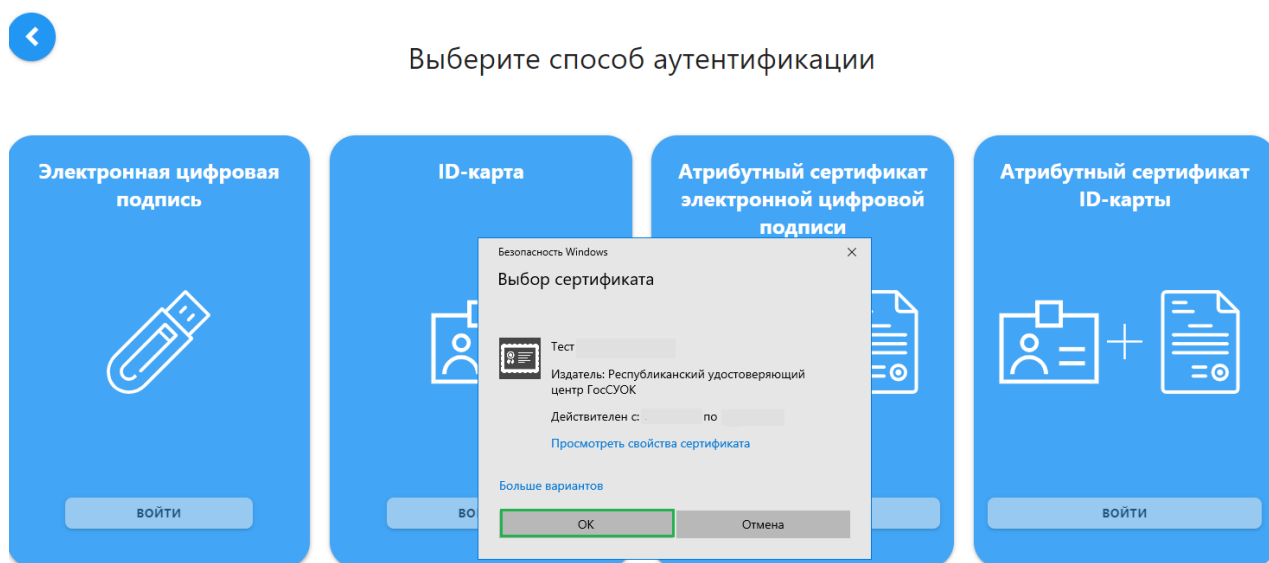 Выберите способ аутентификации
Электронная цифровая
подпись
ВОЙТИ
ID-карта
ВО
Атрибутный сертификат
электронной цифровой
подписи
Атрибутный сертификат
ID-карты
ВОЙТИ
Безопасность Windows
Выбор сертификата
Тест
Издатель: Республиканский удостоверяющий
центр ГосСУОК
Действителен с: по
Просмотреть свойства сертификата
Больше вариантов
ОК
Отмена